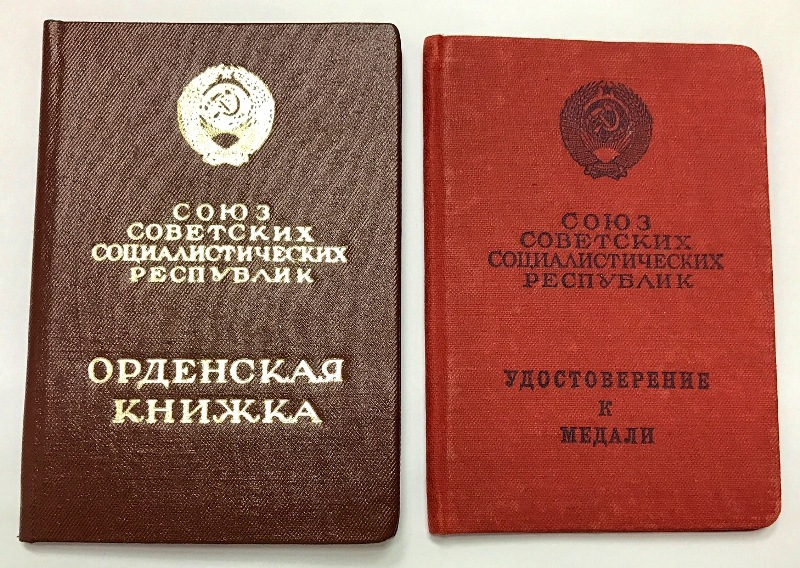 СОЮЗ
СОВЕТСКИХ
СОЦИАЛИСТИЧЕСКИХ
РЕСПУБЛИК
ОРДЕНСКАЯ
КНИЖКА
СОЮЗ
СОВЕТСКИХ
СОЦИАЛИСТИЧЕСКИХ
РЕСПУБЛИК
УДОСТОВЕРЕНИЕ
К
МЕДАЛИ